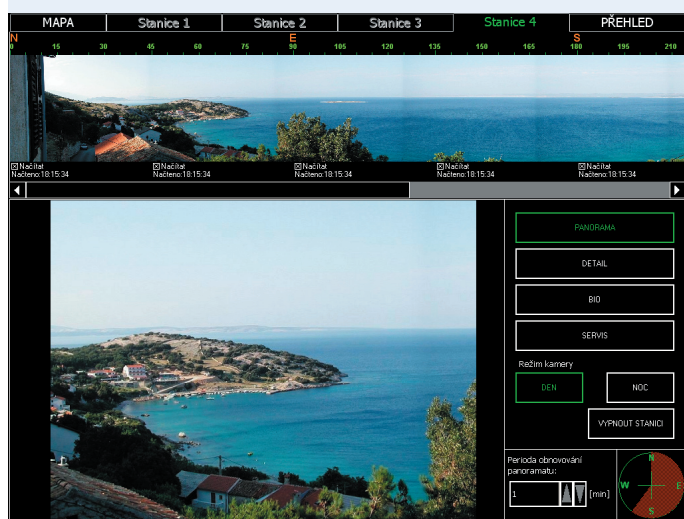 MAPA Stanice 1 Stanice 2 Stanice 3 Stanice 4 PŘEHLED
N E S
0 15 30 45 60 75 90 105 120 135 150 165 180 195 210
Načítat Načítat Načítat Načítat Načítat
Načteno:18:15:34 Načteno:18:15:34 Načteno:18:15:34 Načteno:18:15:34 Načteno:18:15:34
PANORAMA
DETAIL
BIO
SERVIS
Režim kamery
DEN NOC
VYPNOUT STANICI
Perioda obnovování
panoramatu:
1 [min]
N
W E
S